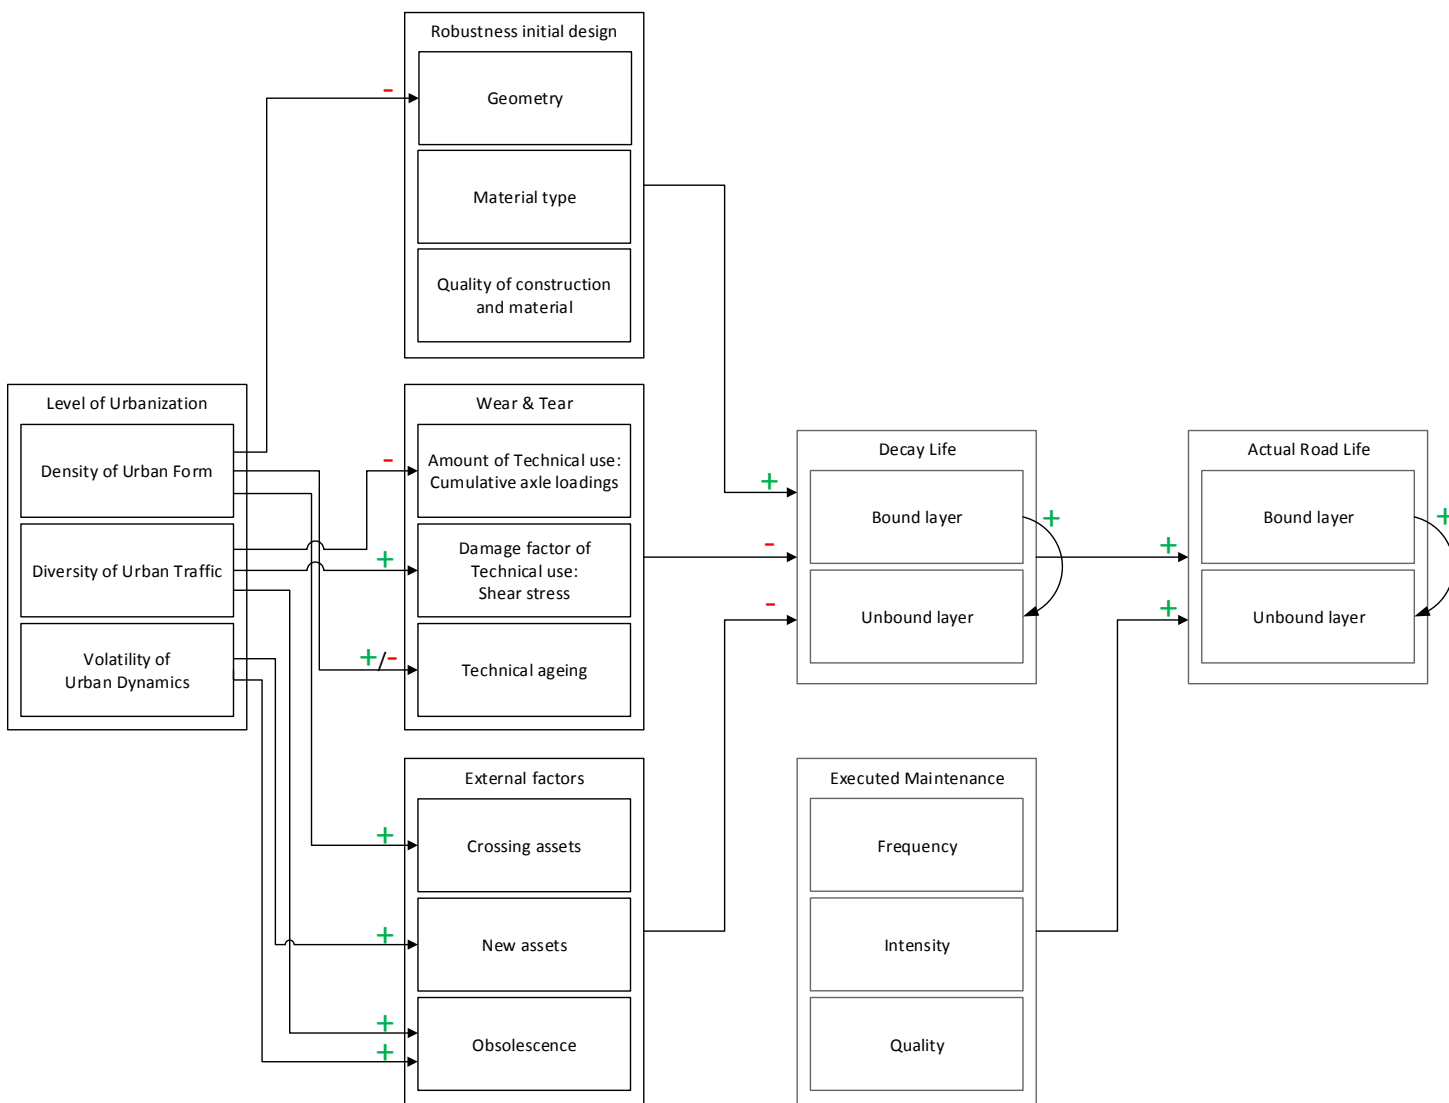 Robustness initial design
-
Geometry
Material type
Quality of construction
and material
Level of Urbanization
Density of Urban Form
Diversity of Urban Traffic
Volatility of
Urban Dynamics
Wear & Tear
-
Amount of Technical use:
Cumulative axle loadings
+
Damage factor of
Technical use:
Shear stress
+/-
Technical ageing
External factors
+
Crossing assets
+
New assets
+
+
Obsolescence
Decay Life
+
-
-
Bound layer
+
Unbound layer
Executed Maintenance
Frequency
Intensity
Quality
Actual Road Life
+
+
Bound layer
+
Unbound layer